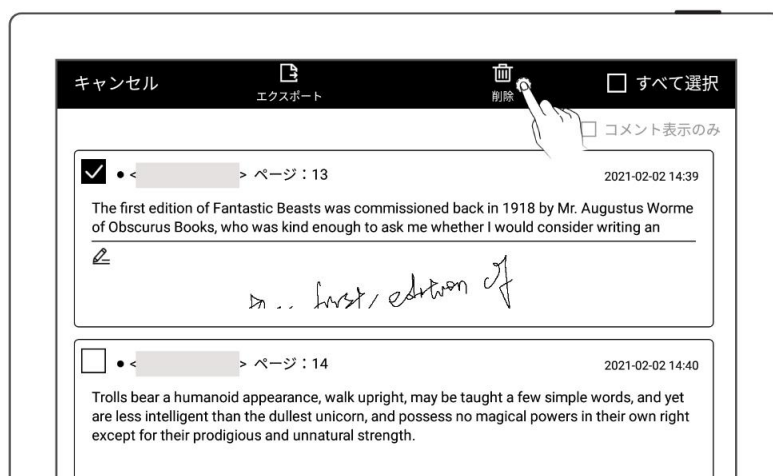 キャンセル
エクスポート
削除
すべて選択
コメント表示のみ
• < > ページ：13
2021-02-02 14:39
The first edition of Fantastic Beasts was commissioned back in 1918 by Mr. Augustus Worme
of Obscurus Books, who was kind enough to ask me whether I would consider writing an
first, edition of
• < > ページ：14
2021-02-02 14:40
Trolls bear a humanoid appearance, walk upright, may be taught a few simple words, and yet
are less intelligent than the dullest unicorn, and possess no magical powers in their own right
except for their prodigious and unnatural strength.